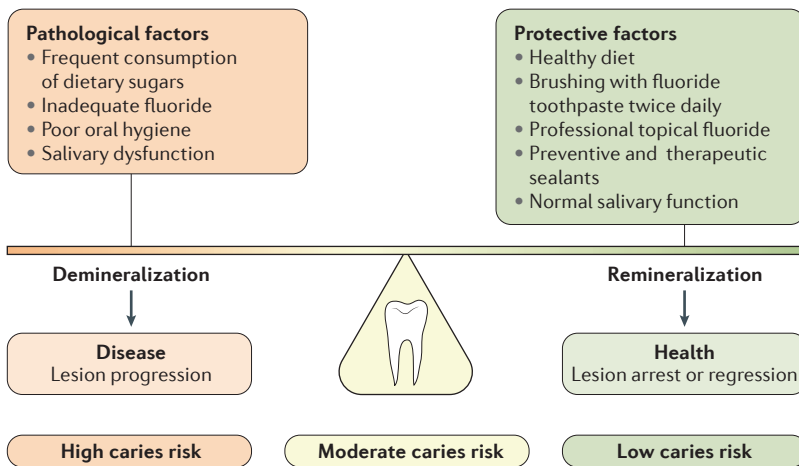 Pathological factors
• Frequent consumption
of dietary sugars
• Inadequate fluoride
• Poor oral hygiene
• Salivary dysfunction
Protective factors
• Healthy diet
• Brushing with fluoride
toothpaste twice daily
• Professional topical fluoride
• Preventive and therapeutic
sealants
• Normal salivary function
Demineralization
Remineralization
Disease
Lesion progression
Health
Lesion arrest or regression
High caries risk
Moderate caries risk
Low caries risk